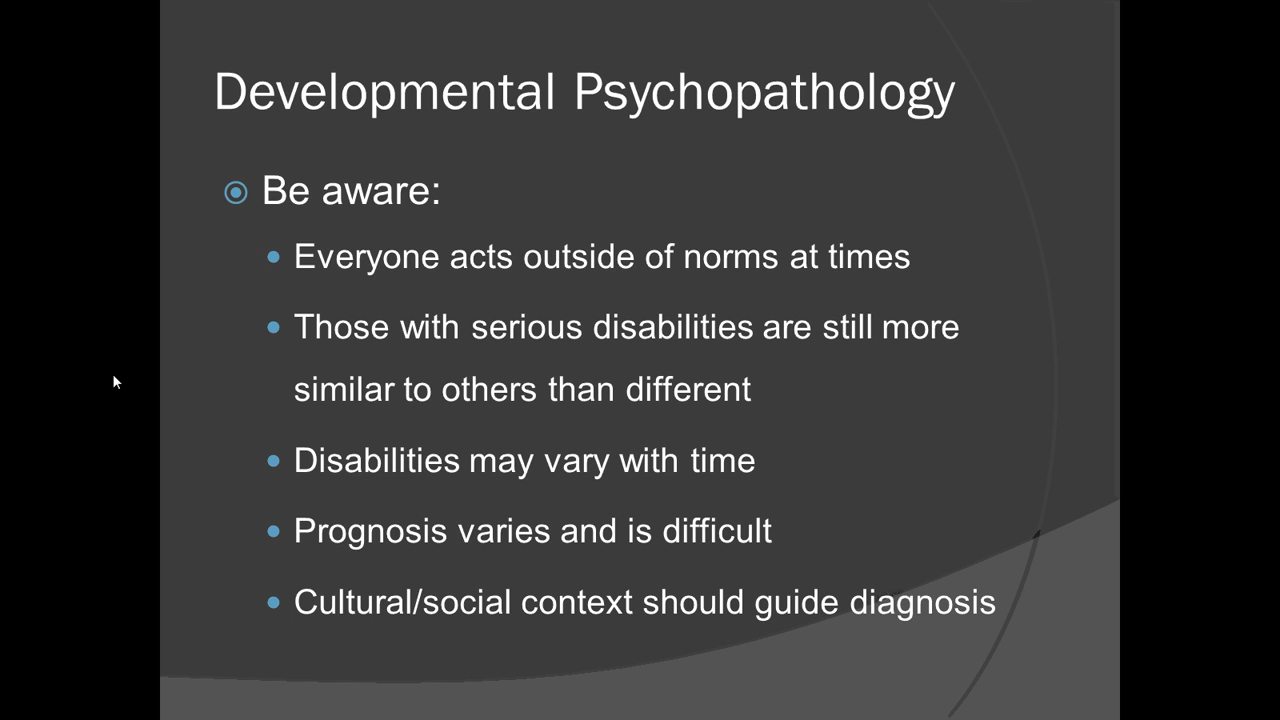 Developmental Psychopathology
Be aware:
Everyone acts outside of norms at times
Those with serious disabilities are still more
similar to others than different
Disabilities may vary with time
Prognosis varies and is difficult
Cultural/social context should guide diagnosis